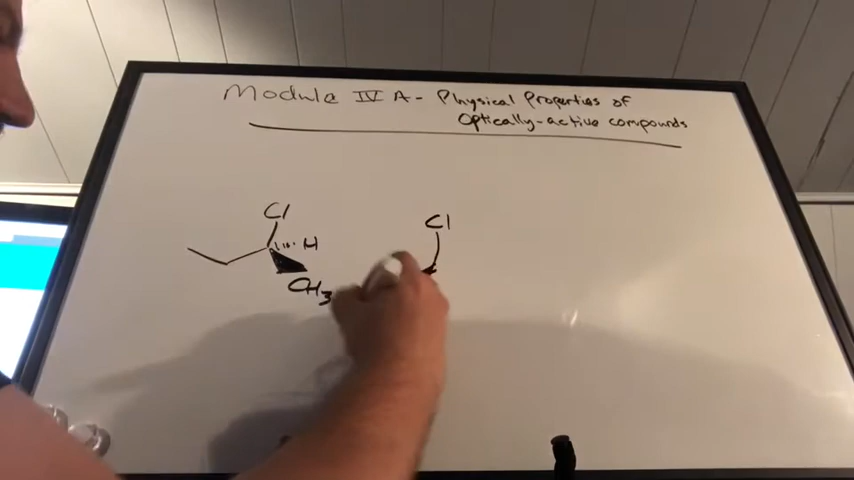 Module IV A- Physical Properties of
Optically-active compounds
Cl
Cl
H
CH3